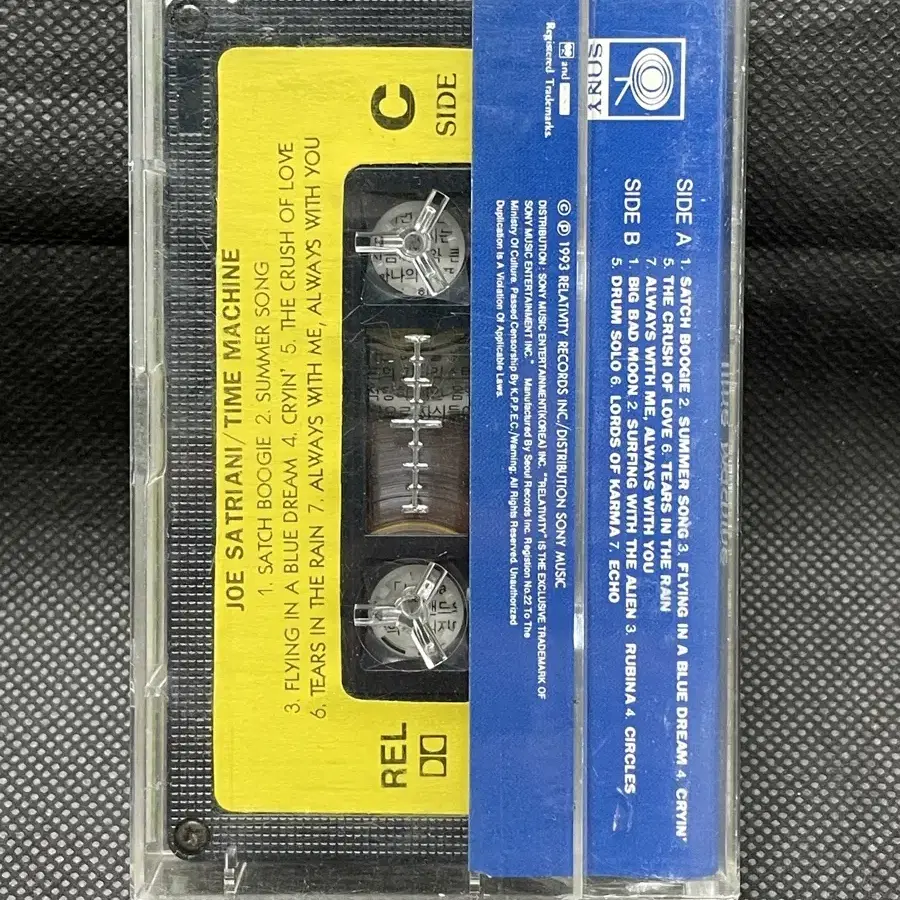 C
SIDE
JOE SATRIANI/ TIME MACHINE
1. SATCH BOOGIE 2. SUMMER SONG
3. FLYING IN A BLUE DREAM 4. CRYIN' 5. THE CRUSH OF LOVE
6. TEARS IN THE RAIN 7. ALWAYS WITH ME, ALWAYS WITH YOU
REL
SONY
SIDE A 1. SATCH BOOGIE 2. SUMMER SONG 3. FLYING IN A BLUE DREAM 4. CRYIN'
5. THE CRUSH OF LOVE 6. TEARS IN THE RAIN
7. ALWAYS WITH ME, ALWAYS WITH YOU
SIDE B 1. BIG BAD MOON 2. SURFING WITH THE ALIEN 3. RUBINA 4. CIRCLES
5. DRUM SOLO 6. LORDS OF KARMA 7. ECHO
© ℗ 1993 RELATIVITY RECORDS INC./DISTRIBUTION SONY MUSIC
DISTRIBUTION : SONY MUSIC ENTERTAINMENT(KOREA) INC. "RELATIVITY" IS THE EXCLUSIVE TRADEMARK OF
SONY MUSIC ENTERTAINMENT INC." Manufactured By Seoul Records Inc. Registion No.22 To The
Ministry Of Culture. Passed Censorship By K.P.P.E.C./Warning: All Rights Reserved. Unauthorized
Duplication Is A Violation Of Applicable Laws.
and
Registered Trademarks.